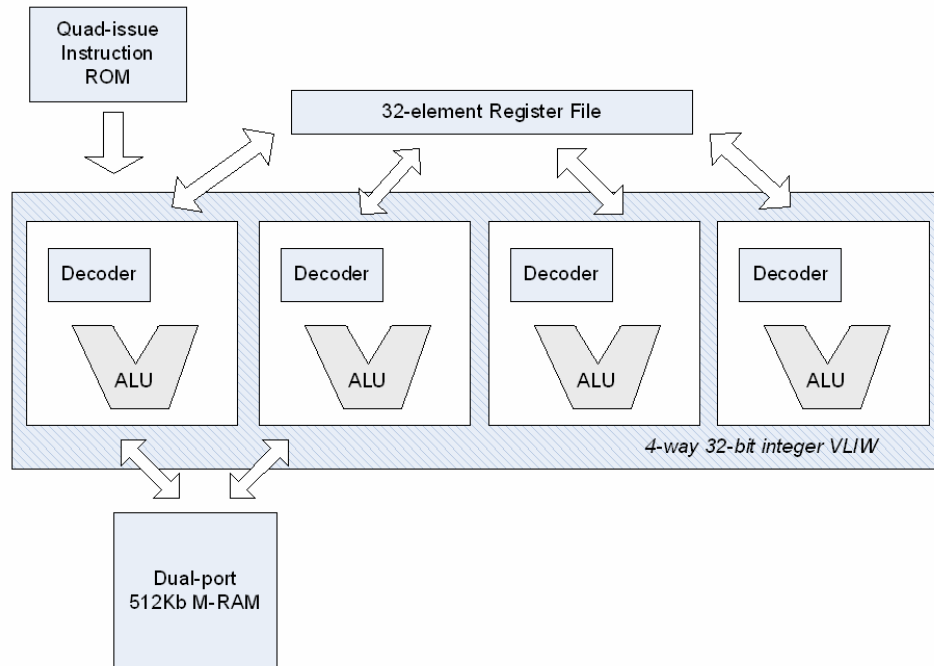 Quad-issue
Instruction
ROM
32-element Register File
Decoder
Decoder
Decoder
Decoder
ALU
ALU
ALU
ALU
4-way 32-bit integer VLIW
Dual-port
512Kb M-RAM